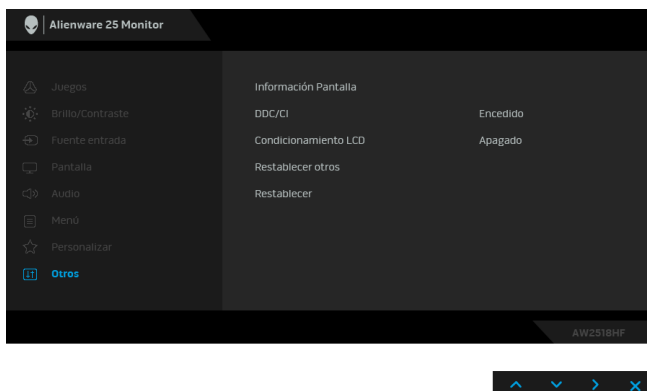 Alienware 25 Monitor
Juegos
Información Pantalla
Brillo/Contraste
DDC/CI
Encedido
Fuente entrada
Condicionamiento LCD
Apagado
Pantalla
Restablecer otros
Audio
Restablecer
Menú
Personalizar
Otros
AW2518HF